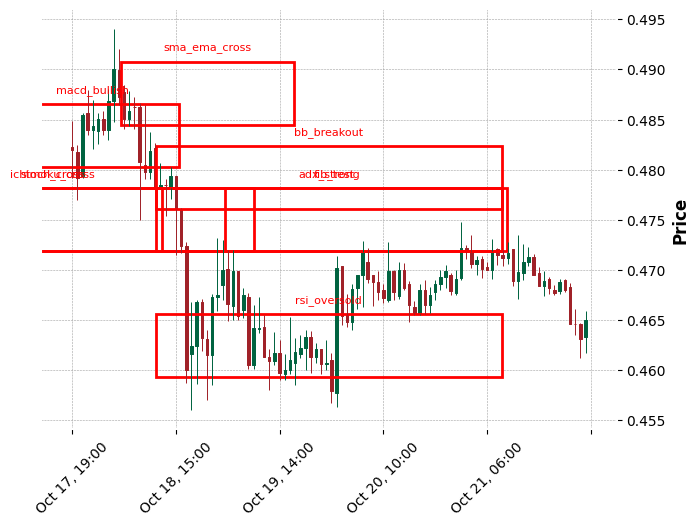 sma_ema_cross
macd_bullish
bb_breakout
rsi_oversold
0.495
0.490
0.485
0.480
0.475
0.470
0.465
0.460
0.455
Price
Oct 17, 19:00
Oct 18, 15:00
Oct 19, 14:00
Oct 20, 10:00
Oct 21, 06:00